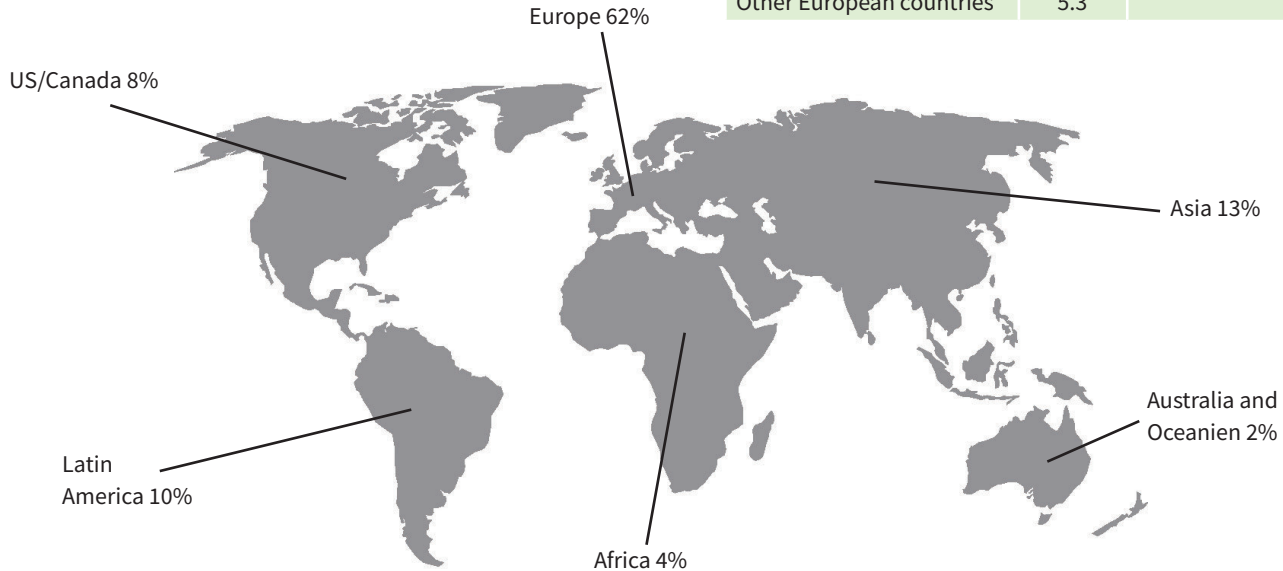 Other European countries 5.3
Europe 62%
US/Canada 8%
Asia 13%
Australia and
Oceanien 2%
Latin
America 10%
Africa 4%